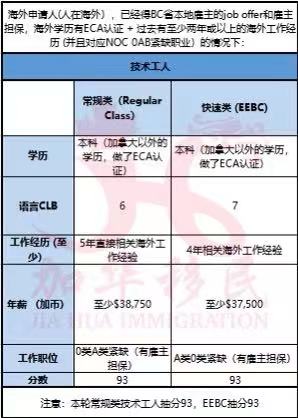 海外申请人(人在海外)，已经得BC省本地雇主的job offer和雇主
担保，海外学历有ECA认证 + 过去有至少两年或以上的海外工作经
历 (并且对应NOC 0AB紧缺职业）的情况下：
技术工人
常规类（Regular
Class）
快速类 (EEBC)
学历
本科（加拿大以外的
学历，做了ECA认
证）
本科（加拿大以外的学
历，做了ECA认证）
语言CLB
6
7
工作经历 (至
少）
5年直接相关海外工
作经验
4年相关海外工作经验
年薪 （加币）
至少$38,750
至少$37,500
工作职位
0类A类紧缺（有雇主
担保）
A类0类紧缺（有雇主担保）
分数
93
93
注意：本轮常规类技术工人抽分93，EEBC抽分93
加华移民
JIA HUA IMMIGRATION